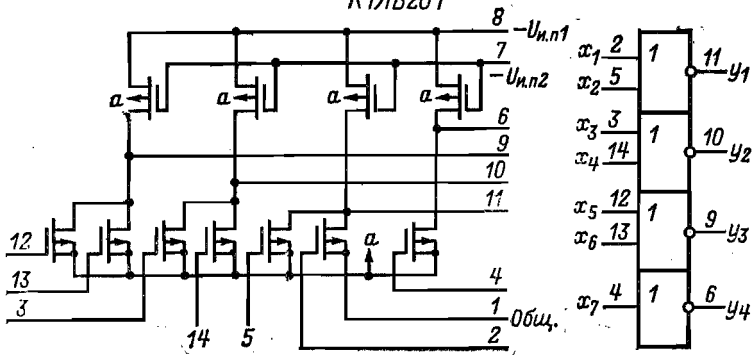 К1ЛБ201
8 -Uи.п1
7
-Uи.п2
а а а а
6
9
10
11
12
а
13
4
3
1 Общ.
14 5
2
x1 2 1 11 y1
x2 5
x3 3 1 10 y2
x4 14
x5 12 1 9 y3
x6 13
x7 4 1 6 y4